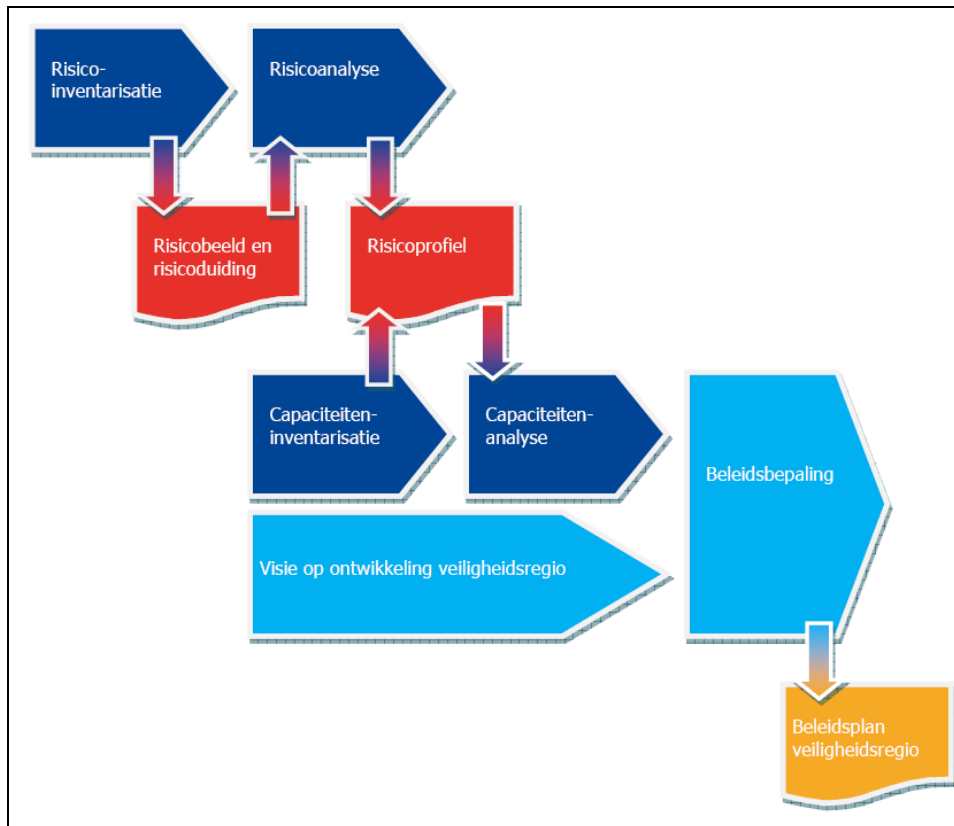 Risico-
inventarisatie
Risicoanalyse
Risicobeeld en
risicoduiding
Risicoprofiel
Capaciteiten-
inventarisatie
Capaciteiten-
analyse
Beleidsbepaling
Visie op ontwikkeling veiligheidsregio
Beleidsplan
veiligheidsregio